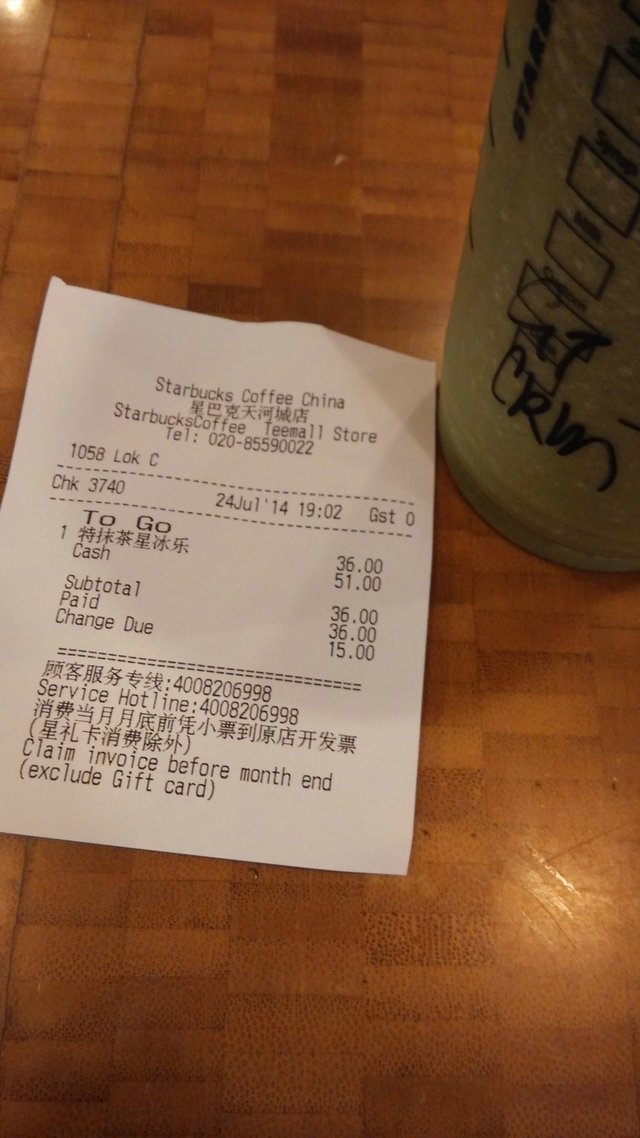 Starbucks Coffee China
星巴克天河城店
StarbucksCoffee Teemall Store
Tel: 020-85590022
1058 Lok C
Chk 3740 24Jul'14 19:02 Gst 0
To Go
1 特抹茶星冰乐 36.00
Cash 51.00
Subtotal 36.00
Paid 36.00
Change Due 15.00
顾客服务专线:4008206998
Service Hotline:4008206998
消费当月月底前凭小票到原店开发票
(星礼卡消费除外)
Claim invoice before month end
(exclude Gift card)